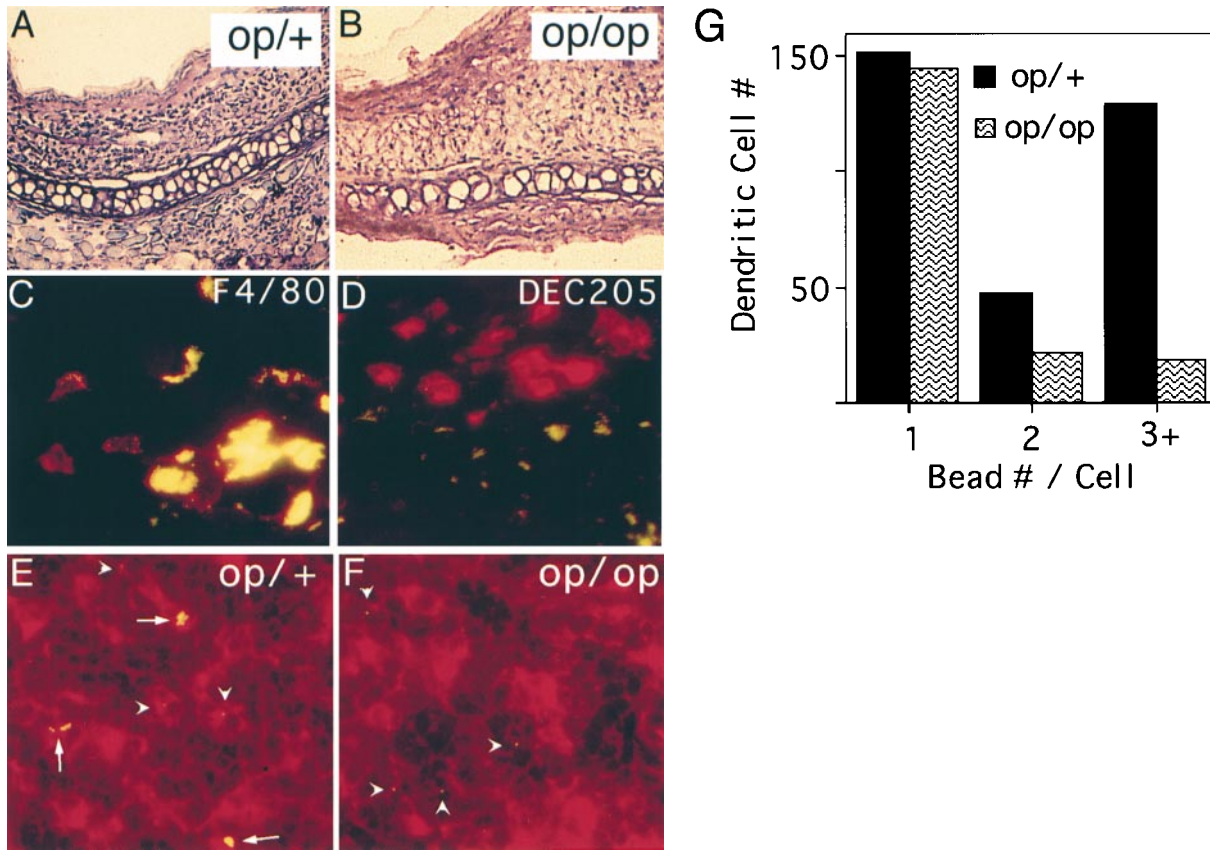 A
op/+
B
op/op
C
F4/80
D
DEC205
E
op/+
F
op/op
G
150
50
Dendritic Cell #
op/+
op/op
1
2
3+
Bead # / Cell